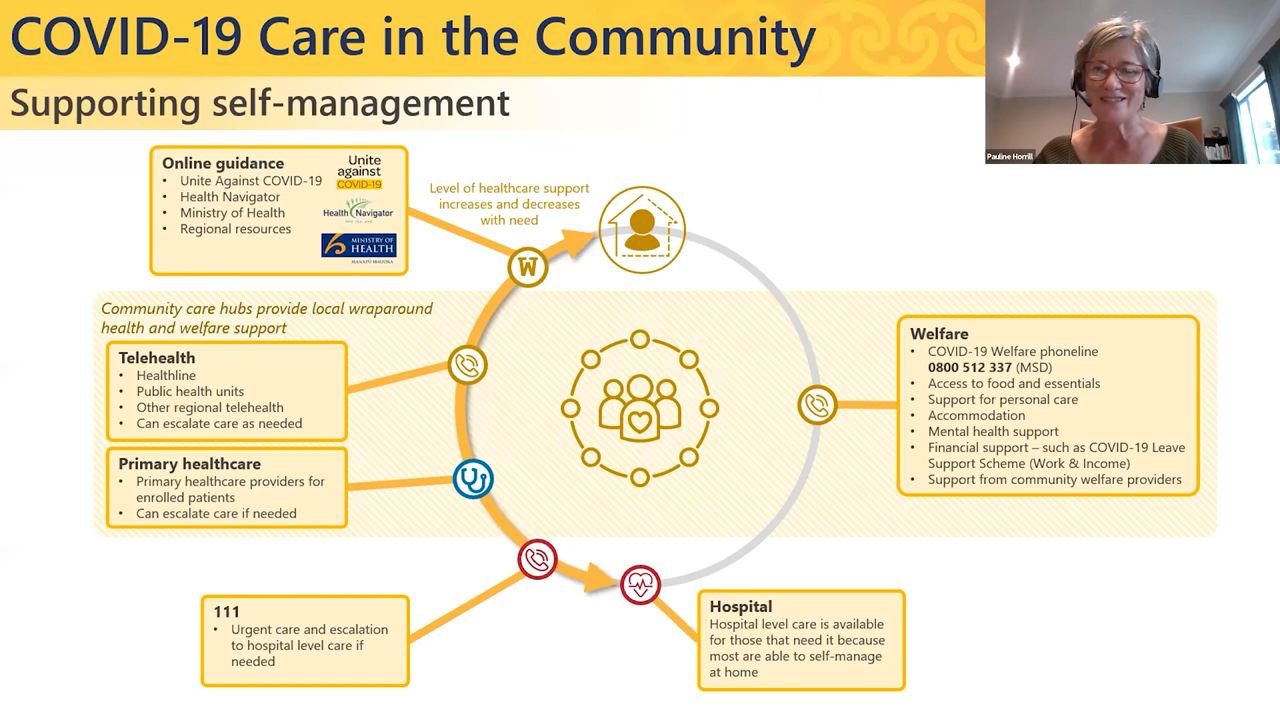 COVID-19 Care in the Community
Supporting self-management
Pauline Horrill
Online guidance
• Unite Against COVID-19
• Health Navigator
• Ministry of Health
• Regional resources
Unite
against
COVID-19
Health Navigator
MINISTRY OF
HEALTH
MANATŪ HAUORA
Level of healthcare support
increases and decreases
with need
W
Community care hubs provide local wraparound
health and welfare support
Telehealth
• Healthline
• Public health units
• Other regional telehealth
• Can escalate care as needed
Primary healthcare
• Primary healthcare providers for
enrolled patients
• Can escalate care if needed
Welfare
• COVID-19 Welfare phoneline
0800 512 337 (MSD)
• Access to food and essentials
• Support for personal care
• Accommodation
• Mental health support
• Financial support – such as COVID-19 Leave
Support Scheme (Work & Income)
• Support from community welfare providers
111
• Urgent care and escalation
to hospital level care if
needed
Hospital
Hospital level care is available
for those that need it because
most are able to self-manage
at home